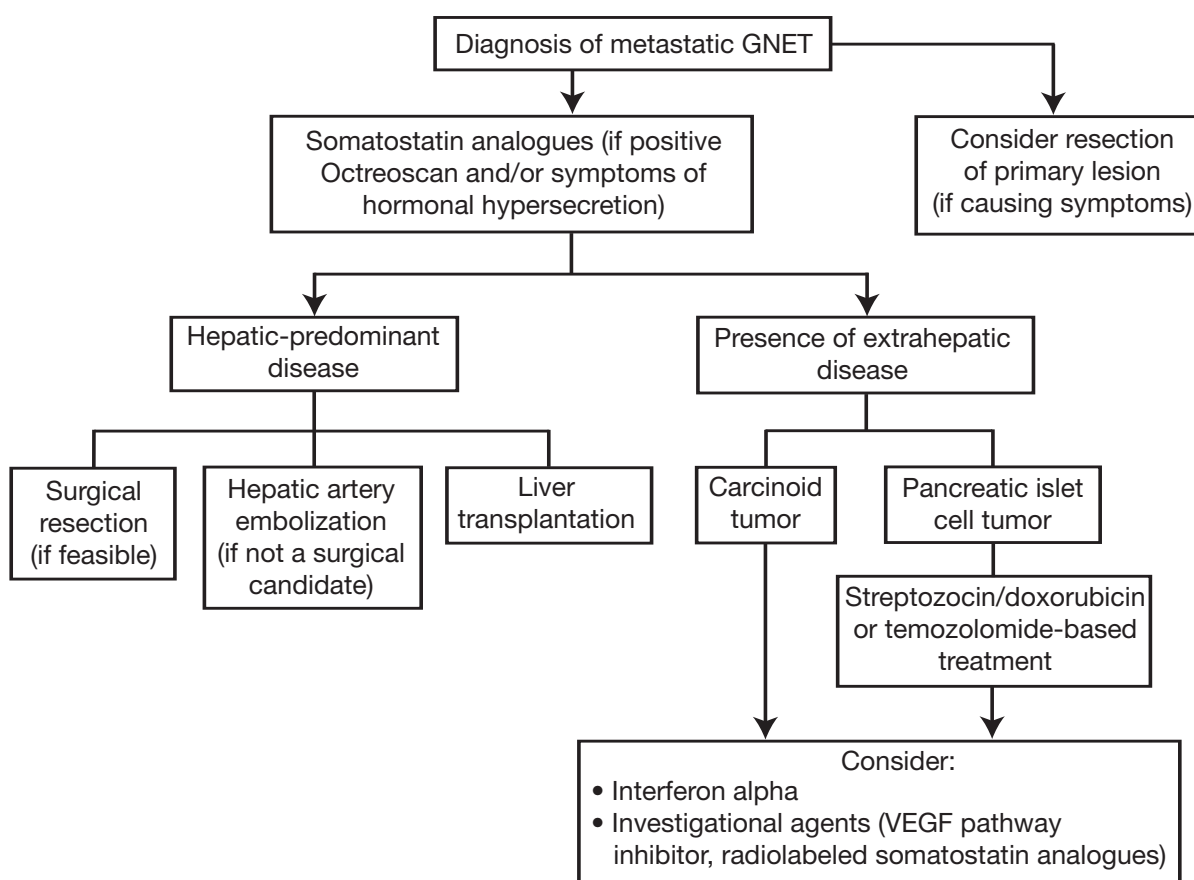 Diagnosis of metastatic GNET
Somatostatin analogues (if positive
Octreoscan and/or symptoms of
hormonal hypersecretion)
Consider resection
of primary lesion
(if causing symptoms)
Hepatic-predominant
disease
Presence of extrahepatic
disease
Surgical
resection
(if feasible)
Hepatic artery
embolization
(if not a surgical
candidate)
Liver
transplantation
Carcinoid
tumor
Pancreatic islet
cell tumor
Streptozocin/doxorubicin
or temozolomide-based
treatment
Consider:
• Interferon alpha
• Investigational agents (VEGF pathway
inhibitor, radiolabeled somatostatin analogues)